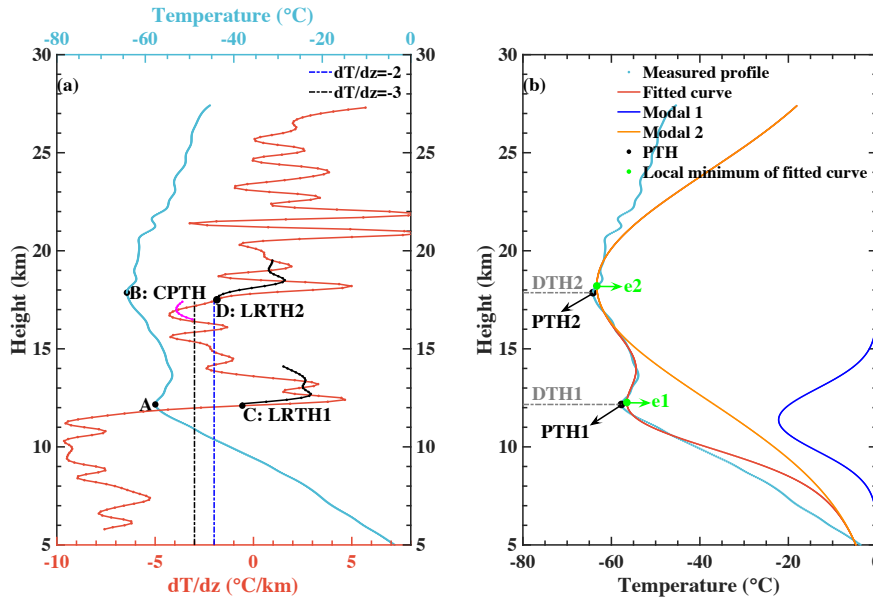 Temperature (°C)
-80 -60 -40 -20 0
30 30
(a)
dT/dz=-2
dT/dz=-3
25 25
20 20
B: CPTH
D: LRTH2
15 15
A
C: LRTH1
10 10
5 5
Height (km)
-10 -5 0 5
dT/dz (°C/km)
(b)
Measured profile
Fitted curve
Modal 1
Modal 2
PTH
Local minimum of fitted curve
30
25
20
15
10
5
Height (km)
DTH2
e2
PTH2
DTH1
e1
PTH1
-80 -60 -40 -20 0
Temperature (°C)